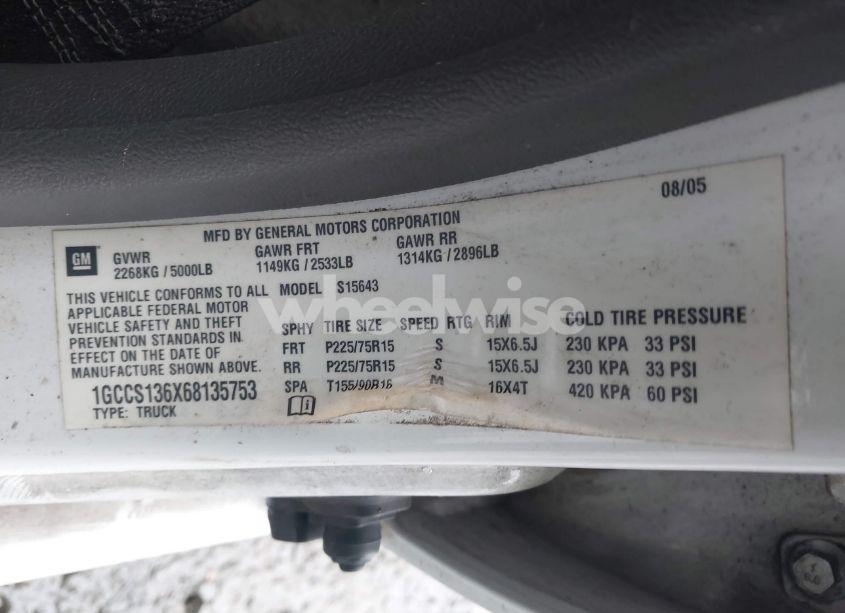 08/05
MFD BY GENERAL MOTORS CORPORATION
GM
GVWR GAWR FRT GAWR RR
2268KG / 5000LB 1149KG / 2533LB 1314KG / 2896LB
THIS VEHICLE CONFORMS TO ALL
APPLICABLE FEDERAL MOTOR
VEHICLE SAFETY AND THEFT
PREVENTION STANDARDS IN
EFFECT ON THE DATE OF
MANUFACTURE SHOWN ABOVE.
1GCCS136X68135753
TYPE: TRUCK
MODEL S15643
SPHY TIRE SIZE SPEED RTG RIM COLD TIRE PRESSURE
FRT P225/75R15 S 15X6.5J 230 KPA 33 PSI
RR P225/75R15 S 15X6.5J 230 KPA 33 PSI
SPA T155/90R16 M 16X4T 420 KPA 60 PSI
wheelwise